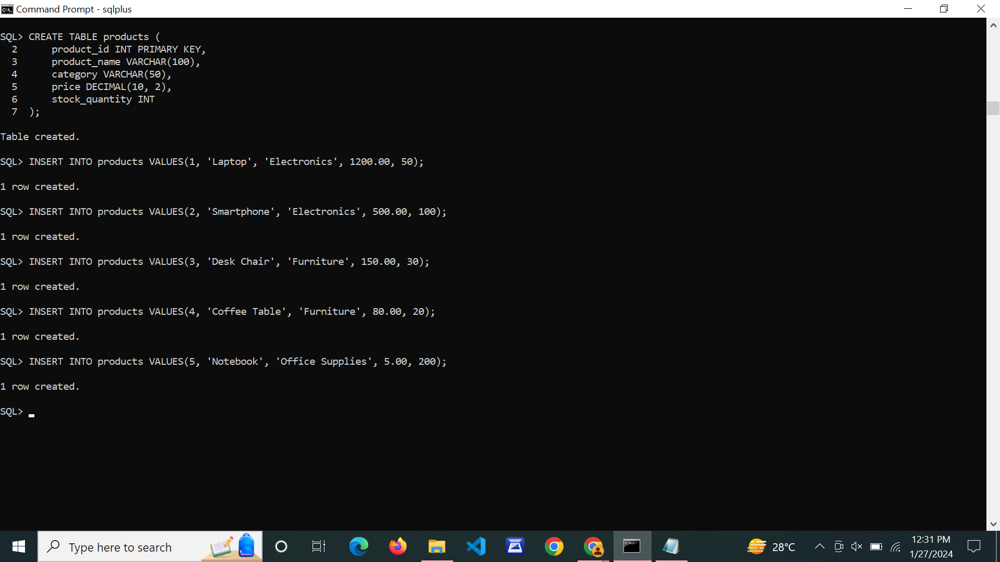 Command Prompt - sqlplus
SQL> CREATE TABLE products (
  2      product_id INT PRIMARY KEY,
  3      product_name VARCHAR(100),
  4      category VARCHAR(50),
  5      price DECIMAL(10, 2),
  6      stock_quantity INT
  7  );
Table created.
SQL> INSERT INTO products VALUES(1, 'Laptop', 'Electronics', 1200.00, 50);
1 row created.
SQL> INSERT INTO products VALUES(2, 'Smartphone', 'Electronics', 500.00, 100);
1 row created.
SQL> INSERT INTO products VALUES(3, 'Desk Chair', 'Furniture', 150.00, 30);
1 row created.
SQL> INSERT INTO products VALUES(4, 'Coffee Table', 'Furniture', 80.00, 20);
1 row created.
SQL> INSERT INTO products VALUES(5, 'Notebook', 'Office Supplies', 5.00, 200);
1 row created.
SQL>
Type here to search
28°C
12:31 PM
1/27/2024